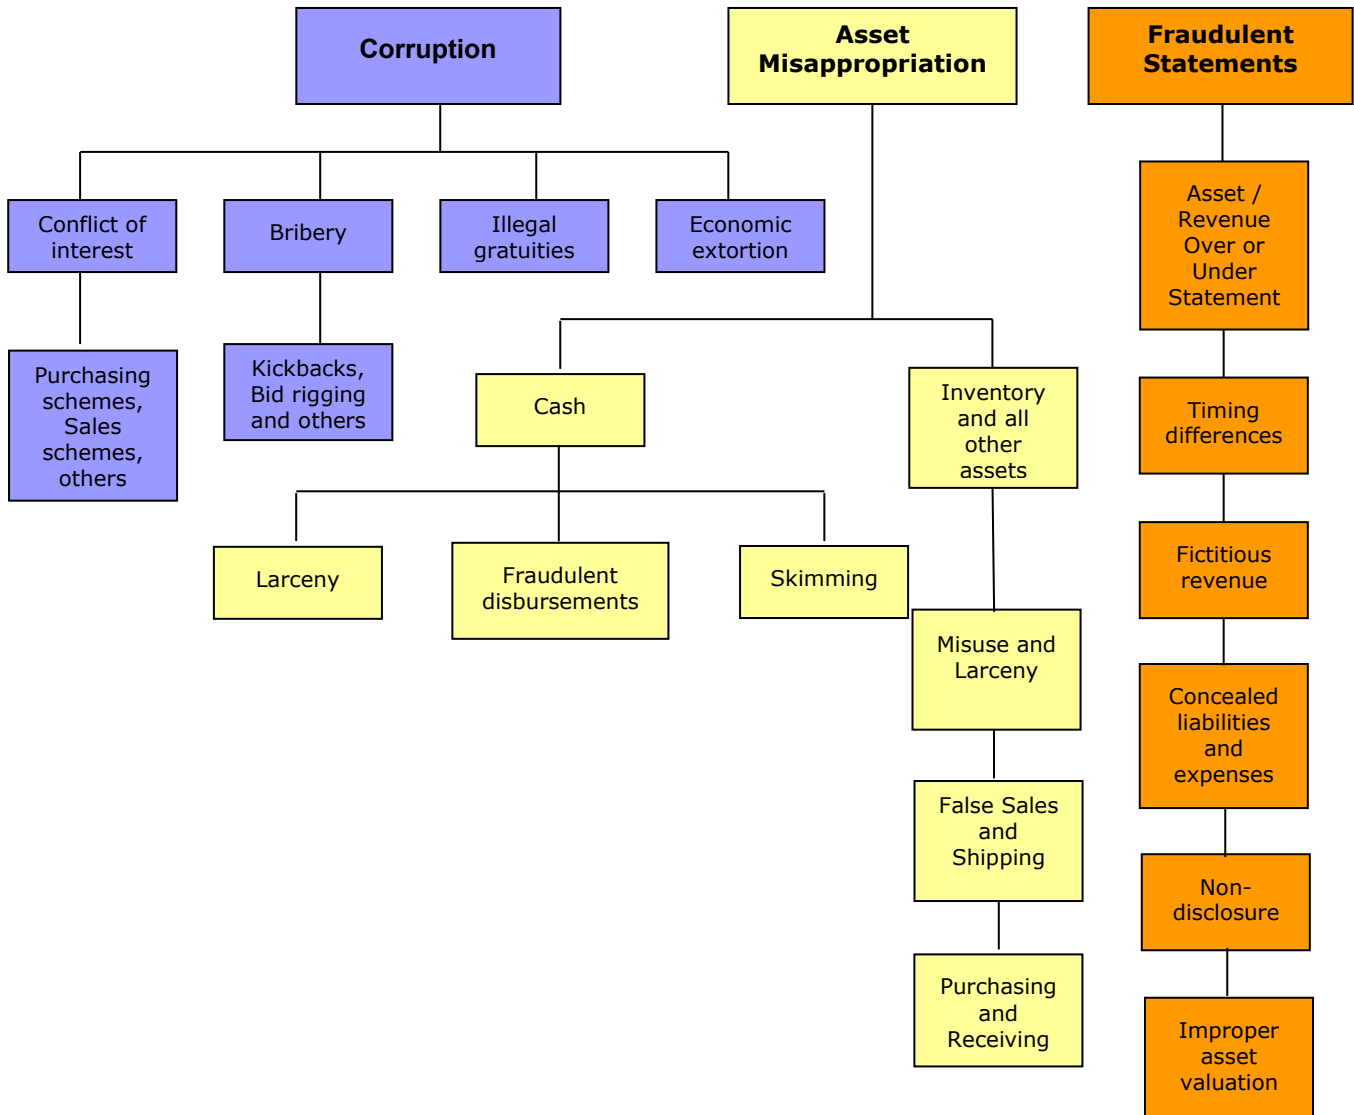 Corruption
Asset
Misappropriation
Fraudulent
Statements
Conflict of
interest
Bribery
Illegal
gratuities
Economic
extortion
Asset /
Revenue
Over or
Under
Statement
Purchasing
schemes,
Sales
schemes,
others
Kickbacks,
Bid rigging
and others
Cash
Inventory
and all
other
assets
Timing
differences
Larceny
Fraudulent
disbursements
Skimming
Fictitious
revenue
Misuse and
Larceny
Concealed
liabilities
and
expenses
False Sales
and
Shipping
Non-
disclosure
Purchasing
and
Receiving
Improper
asset
valuation